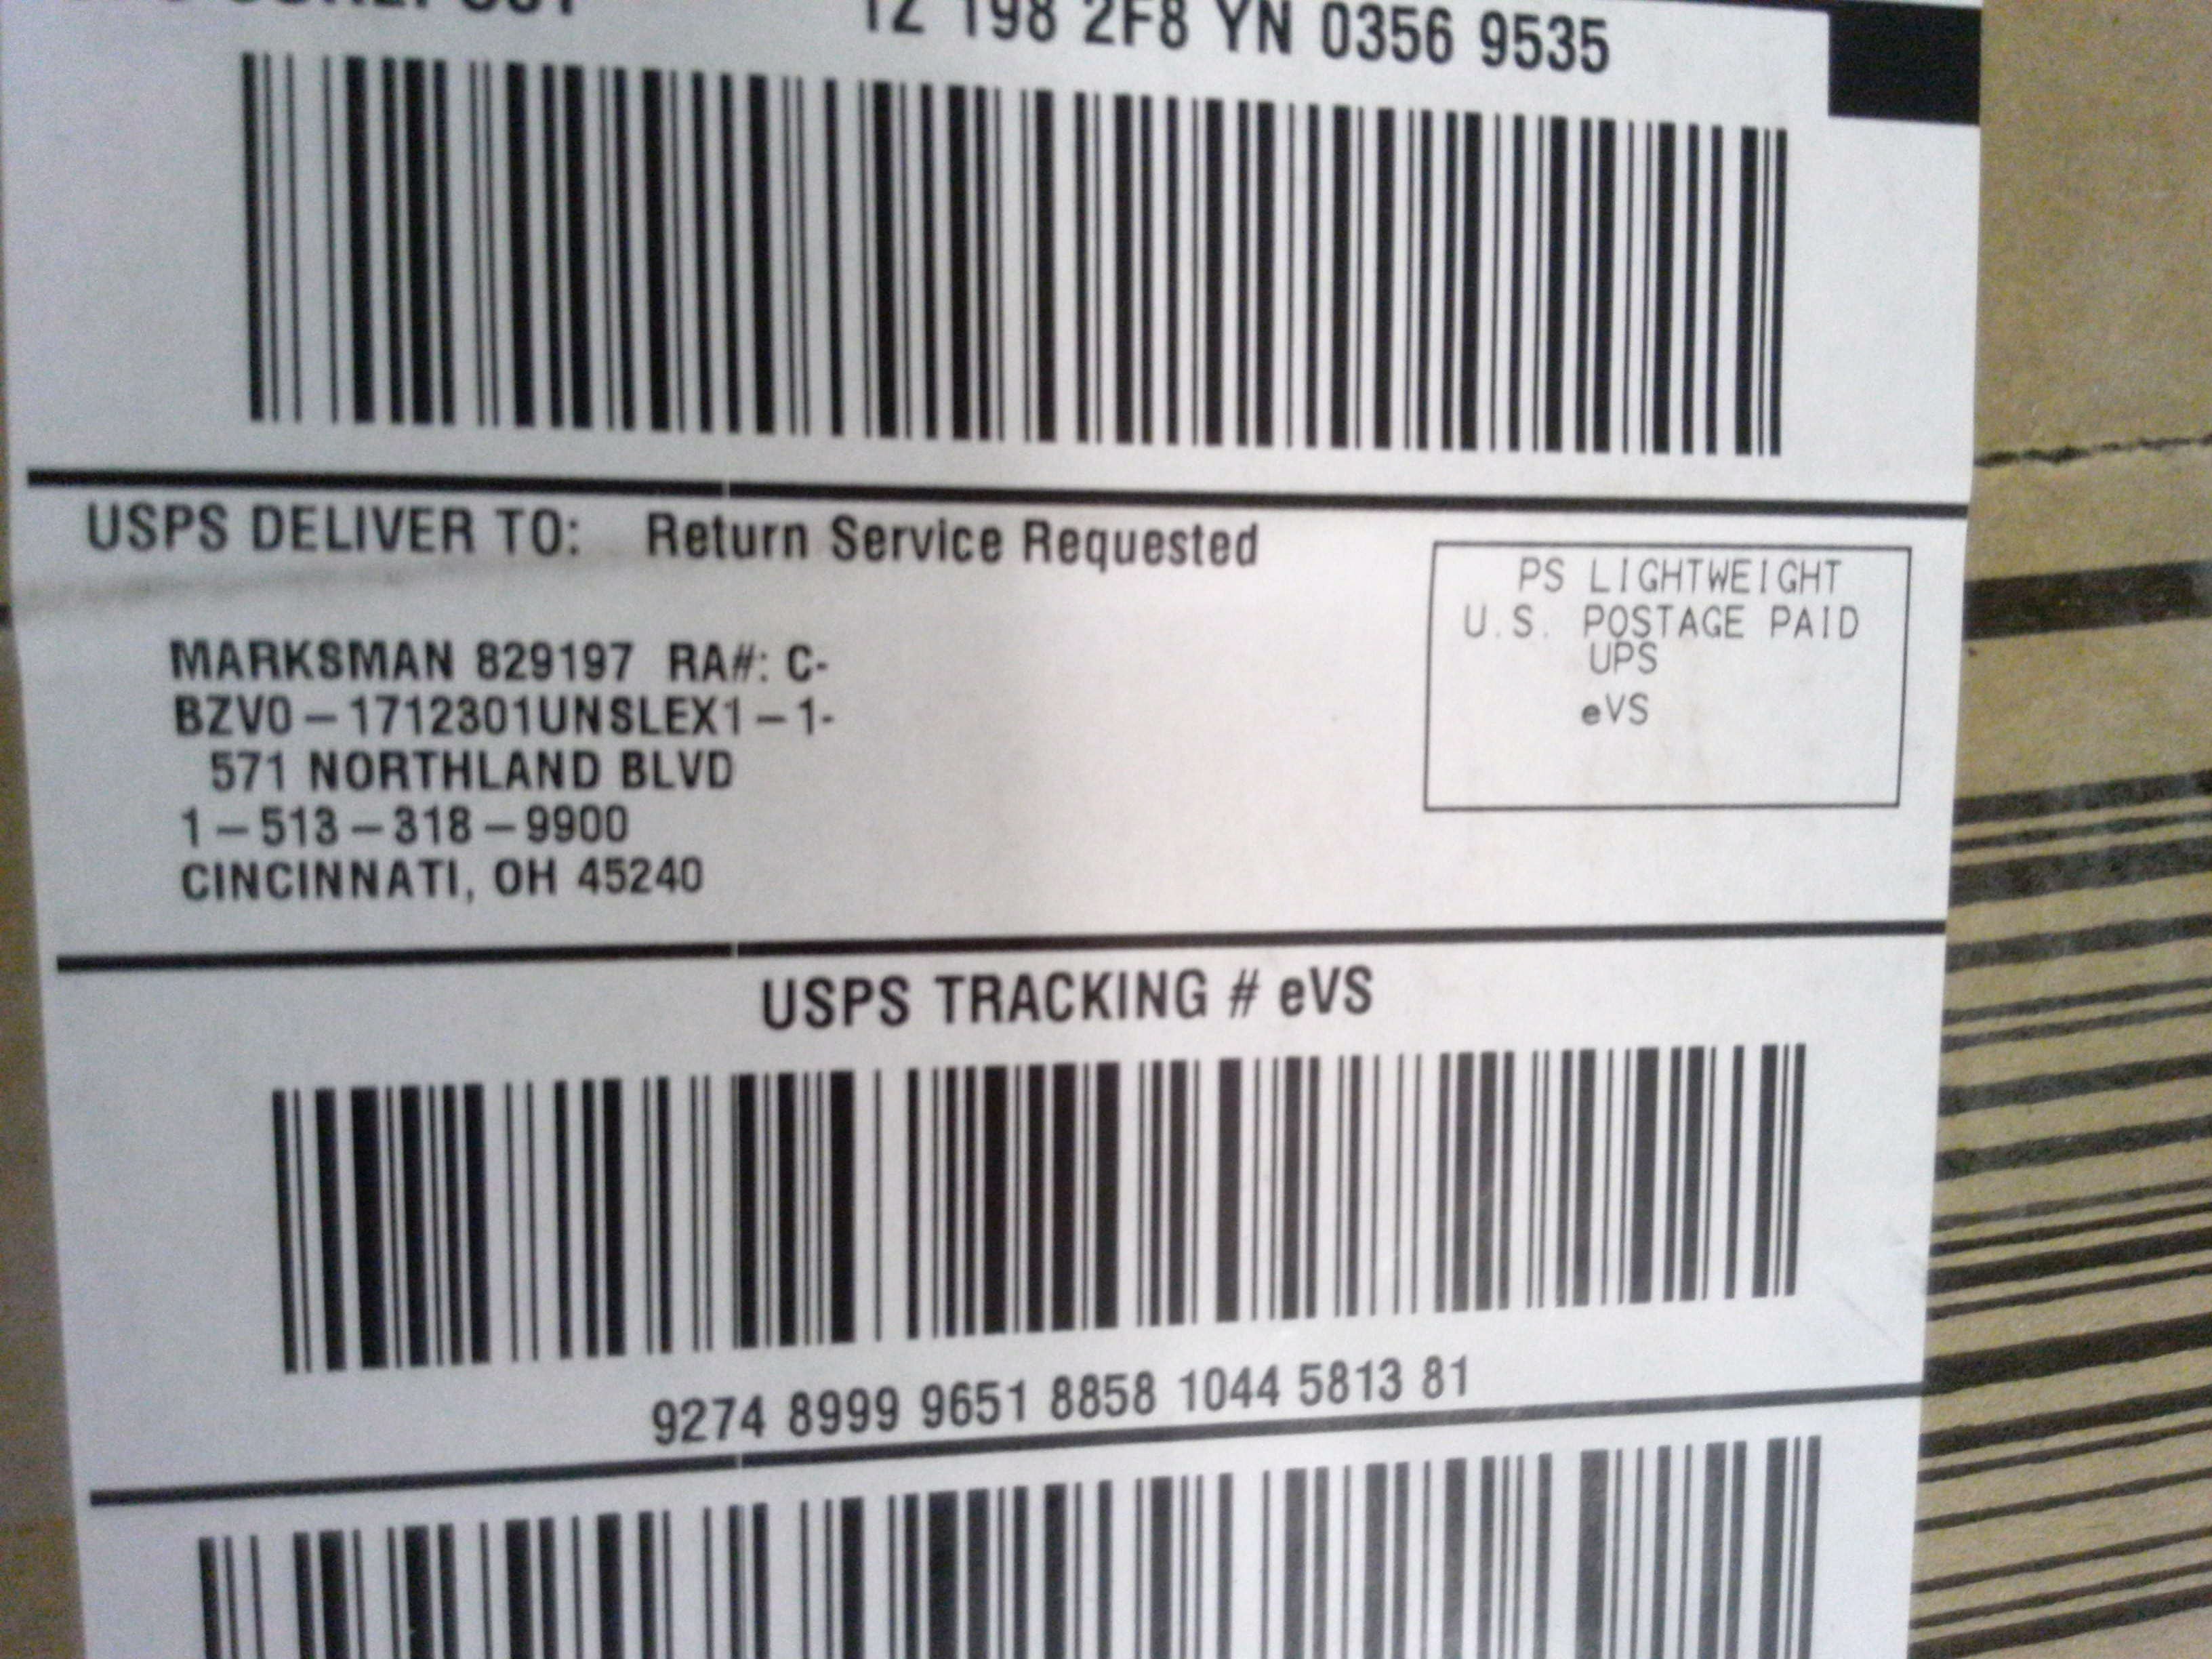 1Z 198 2F8 YN 0356 9535
USPS DELIVER TO: Return Service Requested
PS LIGHTWEIGHT
U.S. POSTAGE PAID
UPS
eVS
MARKSMAN 829197 RA#: C-
BZV0-1712301UNSLEX1-1-
571 NORTHLAND BLVD
1-513-318-9900
CINCINNATI, OH 45240
USPS TRACKING # eVS
9274 8999 9651 8858 1044 5813 81